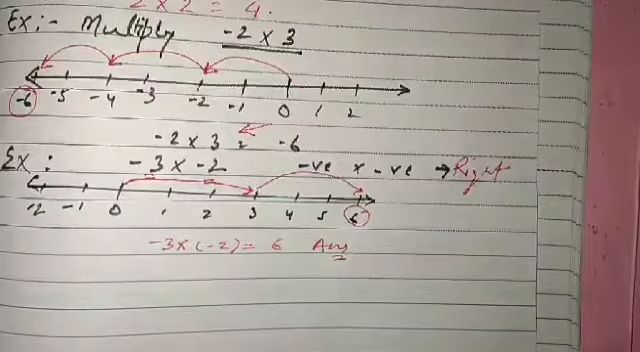 2 x 2 = 4.
Ex:- Multiply -2 x 3
-6 -5 -4 -3 -2 -1 0 1 2
-2 x 3 = -6
Ex: -3 x -2 -ve x -ve → Right
-2 -1 0 1 2 3 4 5 6
-3x(-2)= 6 Ans